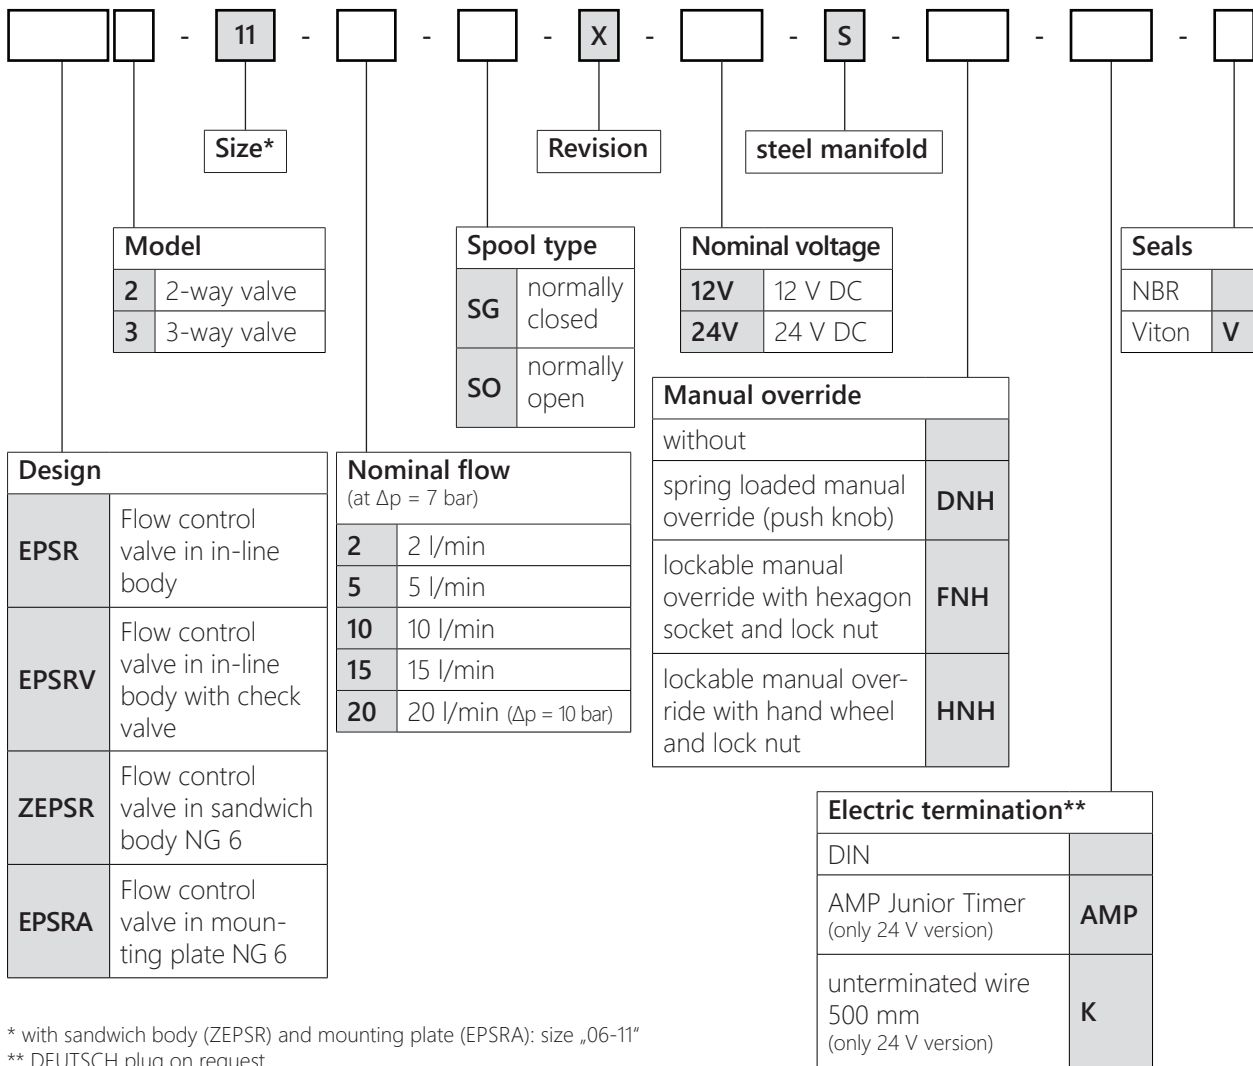 - 11 - - - X - - S - - -
Size*
Revision
steel manifold
Model
2 2-way valve
3 3-way valve
Spool type
SG normally
closed
SO normally
open
Nominal voltage
12V 12 V DC
24V 24 V DC
Seals
NBR
Viton V
Manual override
without
spring loaded manual
override (push knob) DNH
lockable manual
override with hexagon
socket and lock nut FNH
lockable manual over-
ride with hand wheel
and lock nut HNH
Design
EPSR Flow control
valve in in-line
body
EPSRV Flow control
valve in in-line
body with check
valve
ZEPSR Flow control
valve in sandwich
body NG 6
EPSRA Flow control
valve in moun-
ting plate NG 6
Nominal flow
(at Δp = 7 bar)
2 2 l/min
5 5 l/min
10 10 l/min
15 15 l/min
20 20 l/min (Δp = 10 bar)
Electric termination**
DIN
AMP Junior Timer
(only 24 V version) AMP
unterminated wire
500 mm
(only 24 V version) K
* with sandwich body (ZEPSR) and mounting plate (EPSRA): size „06-11“
** DEUTSCH plug on request